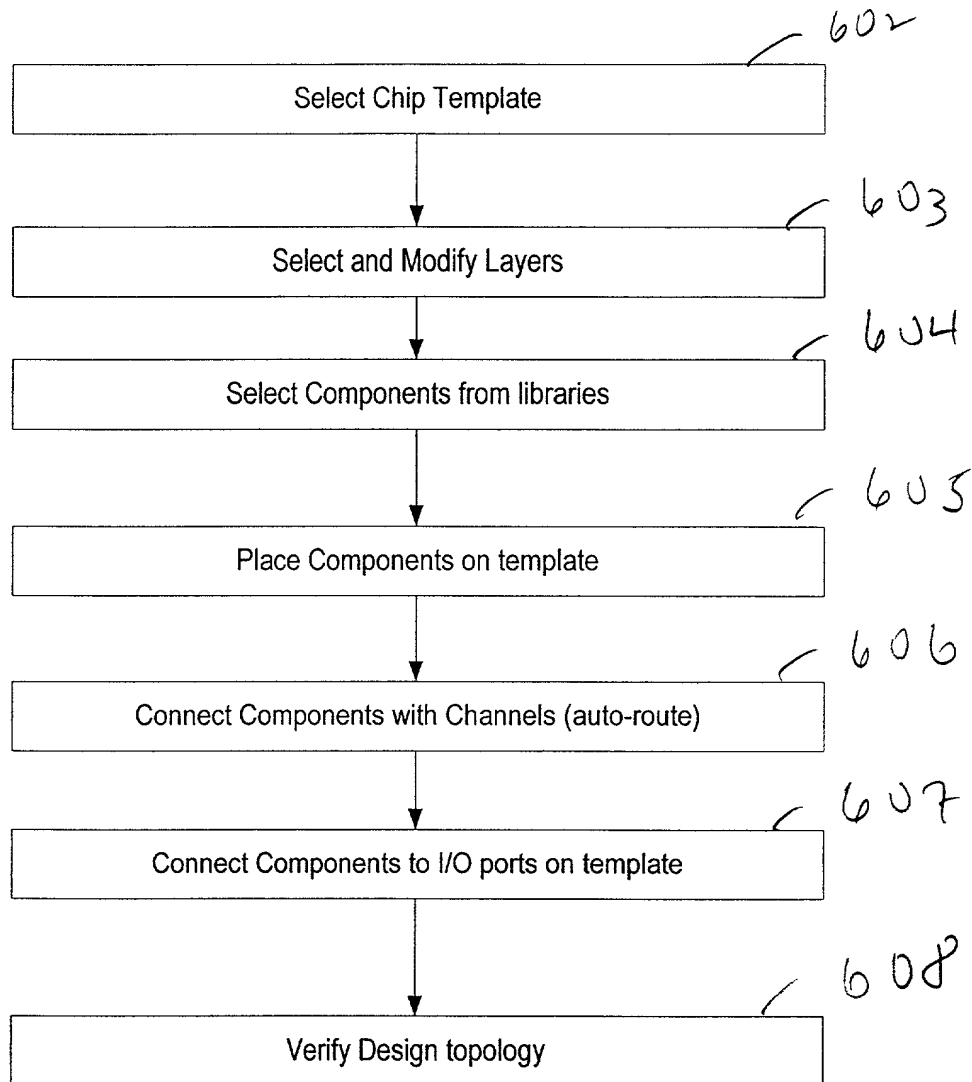 602
Select Chip Template
603
Select and Modify Layers
604
Select Components from libraries
605
Place Components on template
606
Connect Components with Channels (auto-route)
607
Connect Components to I/O ports on template
608
Verify Design topology